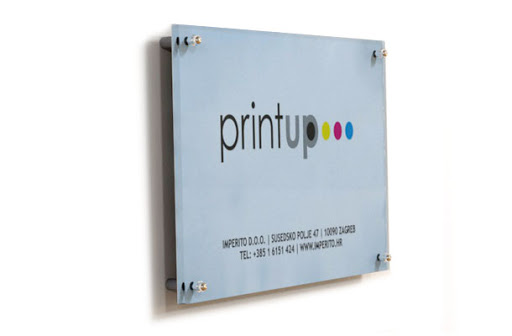 printup
IMPERITO D.O.O. | SUSEDSKO POLJE 47 | 10090 ZAGREB
TEL: +385 1 6151 424 | WWW.IMPERITO.HR